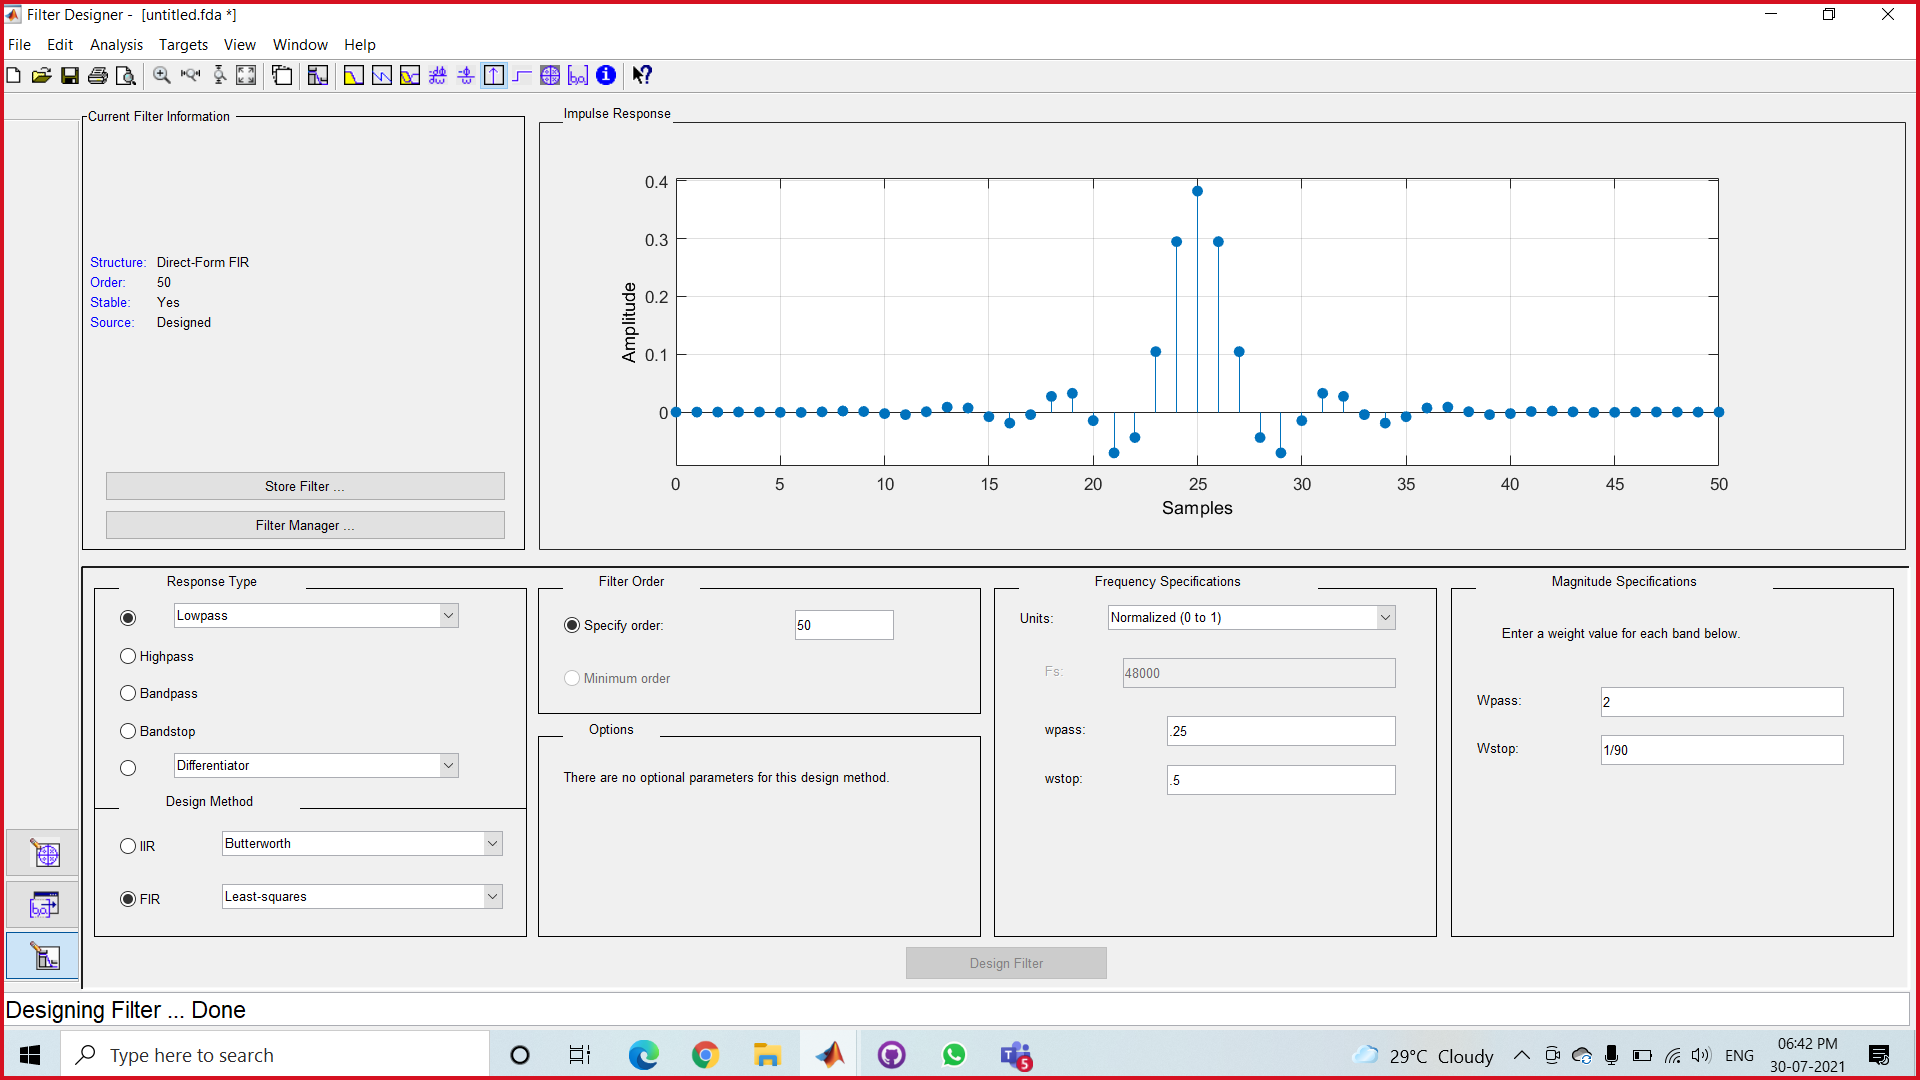 Filter Designer - [untitled.fda *]
File Edit Analysis Targets View Window Help
Current Filter Information
Structure: Direct-Form FIR
Order: 50
Stable: Yes
Source: Designed
Store Filter ...
Filter Manager ...
Impulse Response
0.4
0.3
0.2
0.1
0
Amplitude
0 5 10 15 20 25 30 35 40 45 50
Samples
Response Type
Lowpass
Highpass
Bandpass
Bandstop
Differentiator
Design Method
IIR Butterworth
FIR Least-squares
Filter Order
Specify order: 50
Minimum order
Options
There are no optional parameters for this design method.
Frequency Specifications
Units: Normalized (0 to 1)
Fs: 48000
wpass: .25
wstop: .5
Magnitude Specifications
Enter a weight value for each band below.
Wpass: 2
Wstop: 1/90
Design Filter
Designing Filter ... Done
Type here to search
5
29°C Cloudy
ENG
06:42 PM
30-07-2021